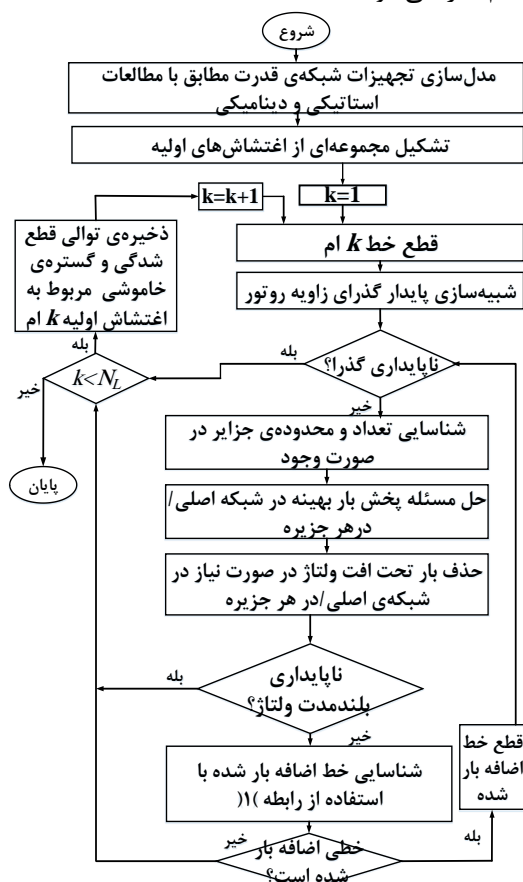 شروع
مدل‌سازی تجهیزات شبکه‌ی قدرت مطابق با مطالعات
استاتیکی و دینامیکی
تشکیل مجموعه‌ای از اغتشاش‌های اولیه
k=k+1
k=1
ذخیره‌ی توالی قطع
شدگی و گستره‌ی
خاموشی مربوط به
اغتشاش اولیه k ام
قطع خط k ام
شبیه‌سازی پایدار گذرای زاویه روتور
بله
ناپایداری گذرا؟
بله
k<N_L
خیر
خیر
پایان
شناسایی تعداد و محدوده‌ی جزایر در
صورت وجود
حل مسئله پخش بار بهینه در شبکه اصلی/
درهر جزیره
حذف بار تحت افت ولتاژ در صورت نیاز در
شبکه‌ی اصلی/در هر جزیره
ناپایداری
بلندمدت ولتاژ؟
بله
خیر
قطع خط
اضافه بار
شده
شناسایی خط اضافه بار شده با
استفاده از رابطه )۱(
خطی اضافه بار
شده است؟
خیر
بله